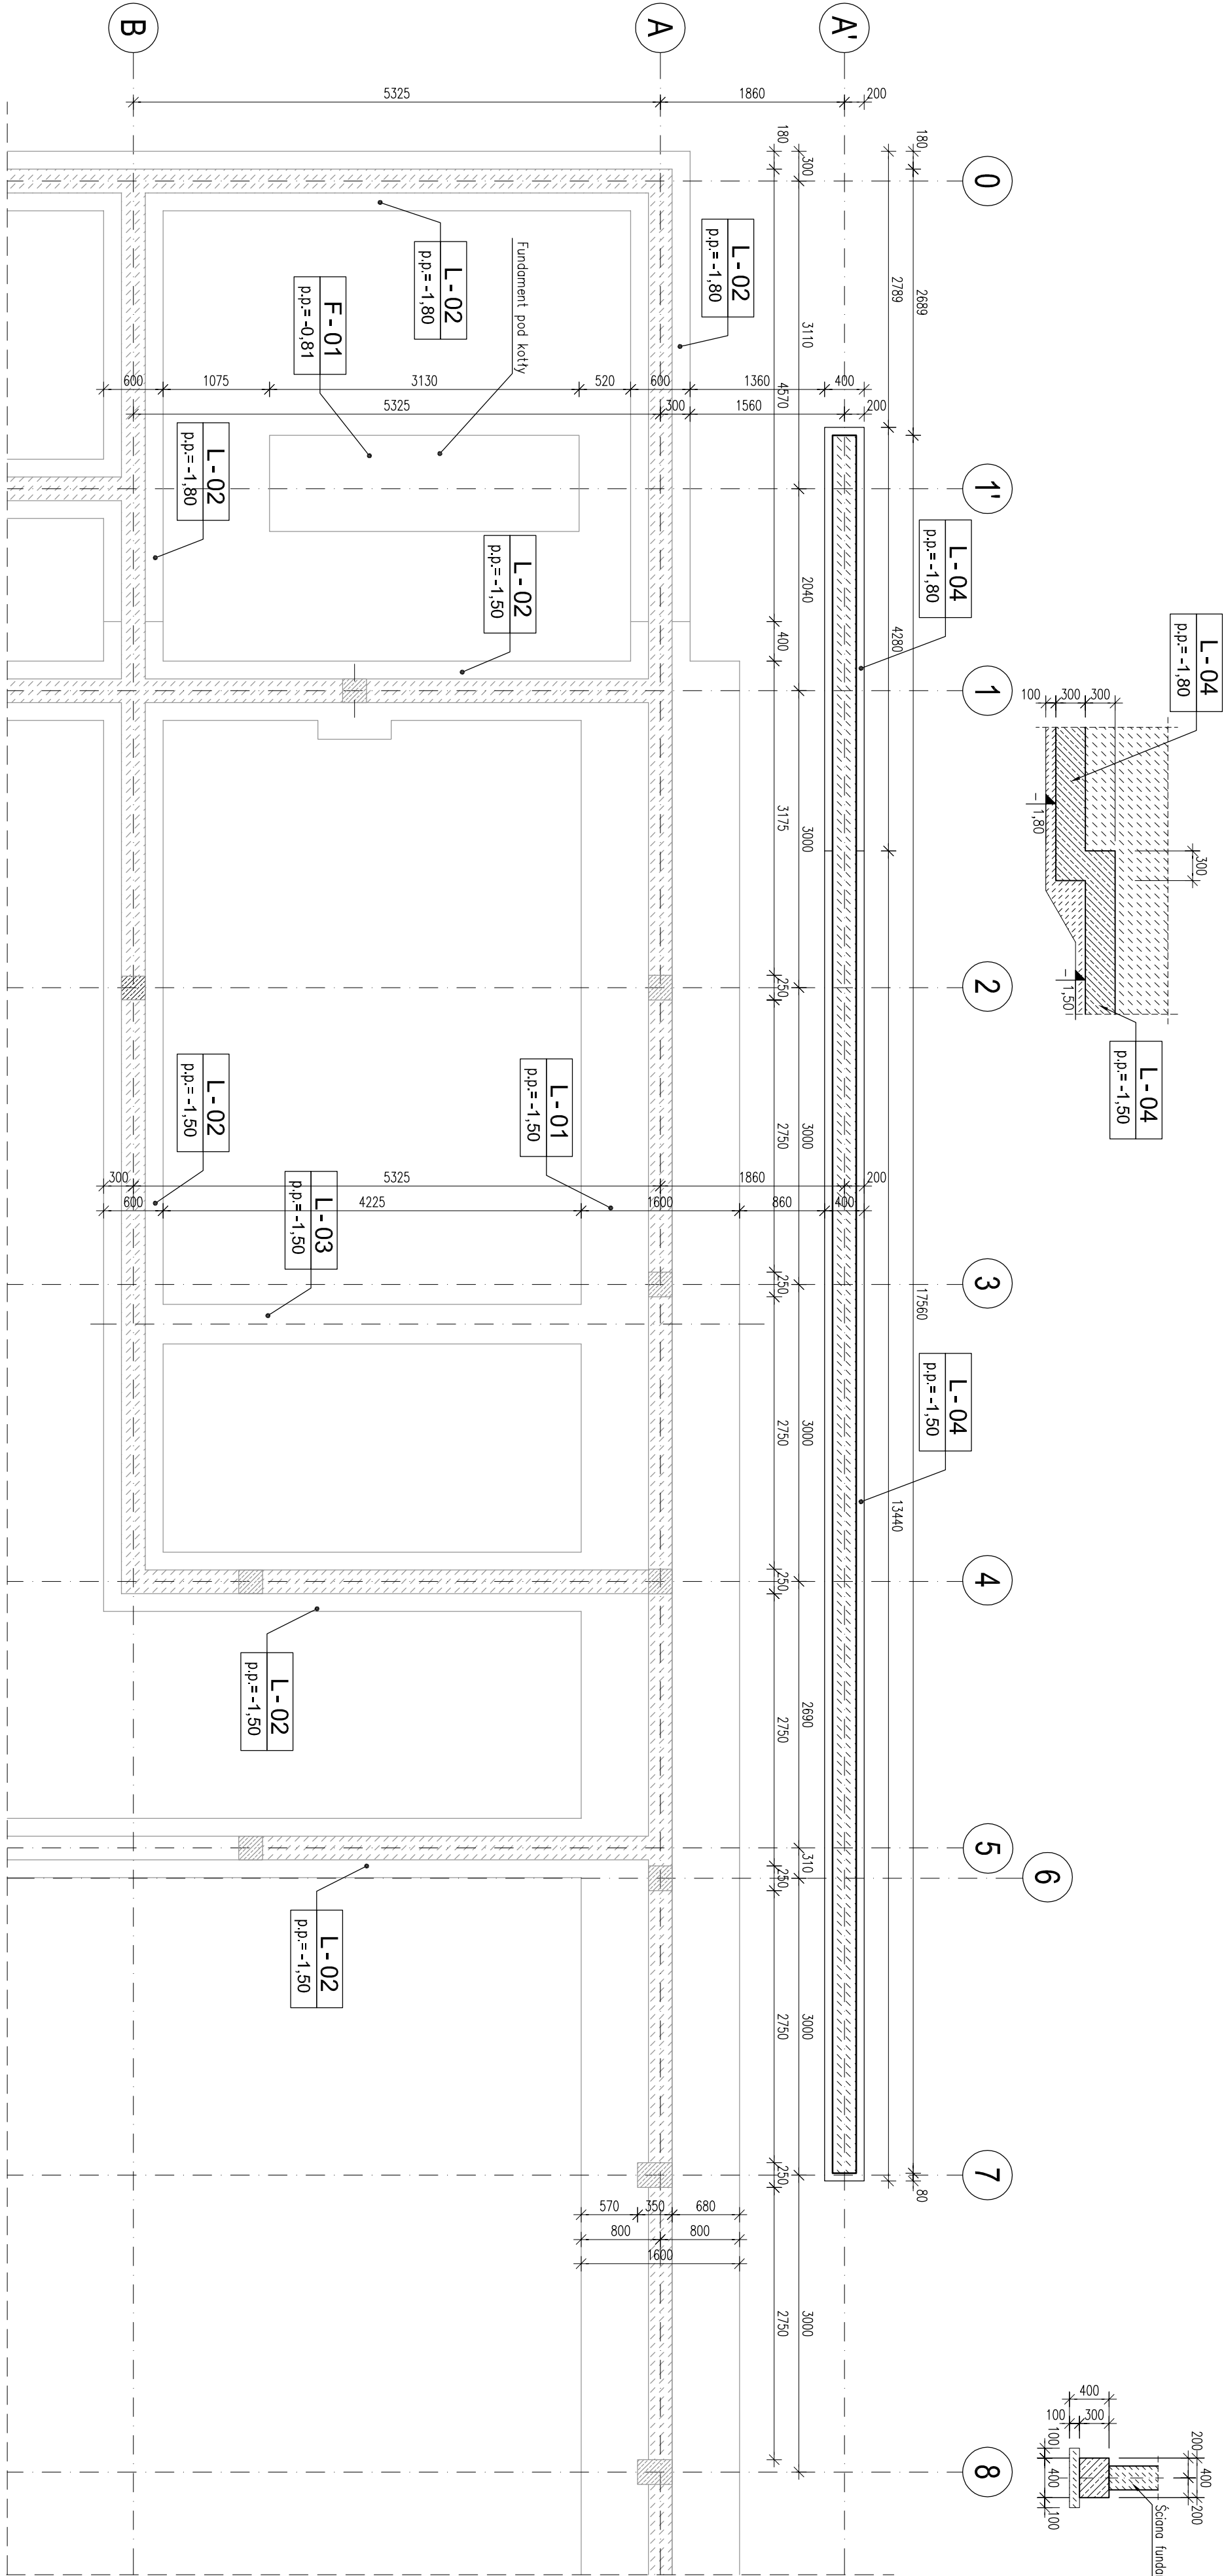 B
A
A'
5325
1860
200
0
1'
1
2
3
4
5
6
7
8
180
300
3110
2040
3000
3000
3000
2690
310
3000
3000
180
4570
400
3175
250
2750
250
2750
250
2750
250
2750
250
2750
2789
4280
13440
180
2689
17560
80
L-02
p.p.= -1,80
L-02
p.p.= -1,80
Fundament pod kotły
F-01
p.p.= -0,81
600
1075
3130
520
600
1360
400
5325
300
1560
200
L-02
p.p.= -1,80
L-02
p.p.= -1,50
L-04
p.p.= -1,80
L-04
p.p.= -1,80
100
300
300
300
-1,80
-1,50
L-04
p.p.= -1,50
L-02
p.p.= -1,50
L-01
p.p.= -1,50
L-03
p.p.= -1,50
300
5325
1860
200
600
4225
1600
860
400
L-04
p.p.= -1,50
L-02
p.p.= -1,50
L-02
p.p.= -1,50
570
350
680
800
800
1600
400
100
300
200
200
400
100
400
100
Ściana funda